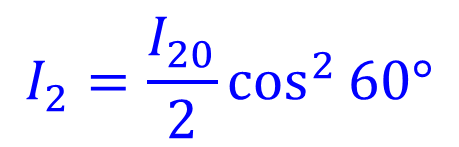 I₂ = I₂₀/2 cos² 60°